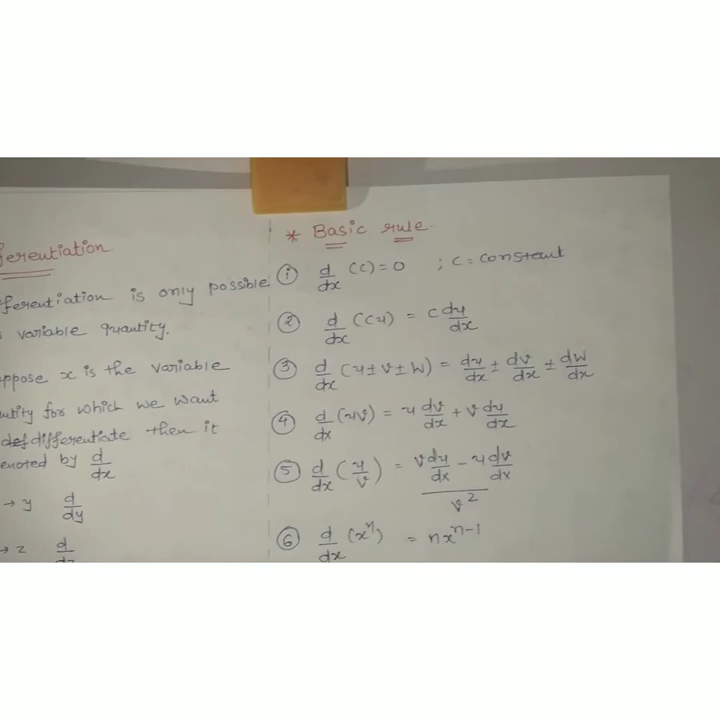 ferentiation
fferentiation is only possible
variable quantity.
ppose x is the variable
ntity for which we want
differentiate then it
enoted by d/dx
→ y d/dy
→ z d/dz
* Basic rule.
① d/dx (c) = 0 ; c = constant
② d/dx (cu) = c du/dx
③ d/dx (u ± v ± w) = du/dx ± dv/dx ± dw/dx
④ d/dx (uv) = u dv/dx + v du/dx
⑤ d/dx (u/v) = (v du/dx - u dv/dx)/v²
⑥ d/dx (xⁿ) = nxⁿ⁻¹